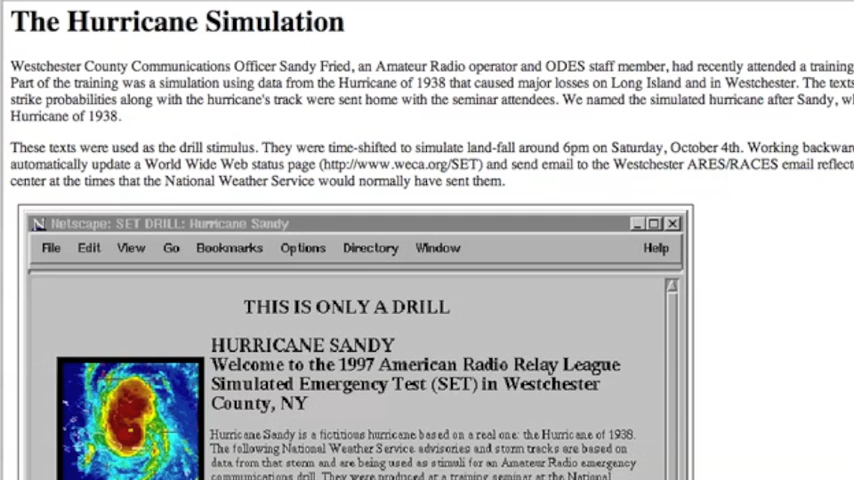 The Hurricane Simulation
Westchester County Communications Officer Sandy Fried, an Amateur Radio operator and ODES staff member, had recently attended a training
Part of the training was a simulation using data from the Hurricane of 1938 that caused major losses on Long Island and in Westchester. The texts
strike probabilities along with the hurricane's track were sent home with the seminar attendees. We named the simulated hurricane after Sandy,
Hurricane of 1938.
These texts were used as the drill stimulus. They were time-shifted to simulate land-fall around 6pm on Saturday, October 4th. Working
automatically update a World Wide Web status page (http://www.weca.org/SET) and send email to the Westchester ARES/RACES email
center at the times that the National Weather Service would normally have sent them.
Netscape: SET DRILL: Hurricane Sandy
File Edit View Go Bookmarks Options Directory Window Help
THIS IS ONLY A DRILL
HURRICANE SANDY
Welcome to the 1997 American Radio Relay League
Simulated Emergency Test (SET) in Westchester
County, NY
Hurricane Sandy is a fictitious hurricane based on a real one: the Hurricane of 1938.
The following National Weather Service advisories and storm tracks are based on
data from that storm and are being used as stimuli for an Amateur Radio emergency
communications drill. They were produced at a training seminar at the National